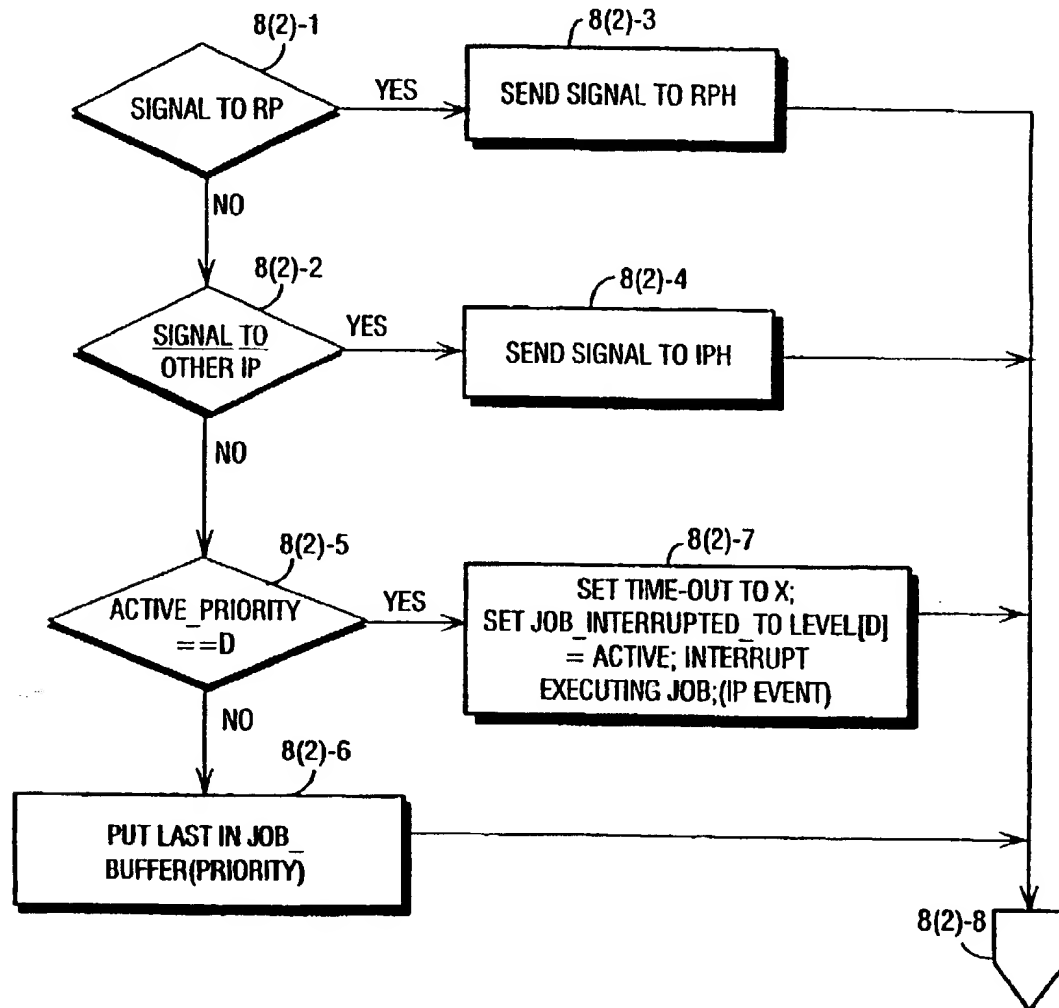 8(2)-1
SIGNAL TO RP
YES
8(2)-3
SEND SIGNAL TO RPH
NO
8(2)-2
SIGNAL TO
OTHER IP
YES
8(2)-4
SEND SIGNAL TO IPH
NO
8(2)-5
ACTIVE_PRIORITY
==D
YES
8(2)-7
SET TIME-OUT TO X;
SET JOB_INTERRUPTED_TO LEVEL[D]
= ACTIVE; INTERRUPT
EXECUTING JOB;(IP EVENT)
NO
8(2)-6
PUT LAST IN JOB_
BUFFER(PRIORITY)
8(2)-8